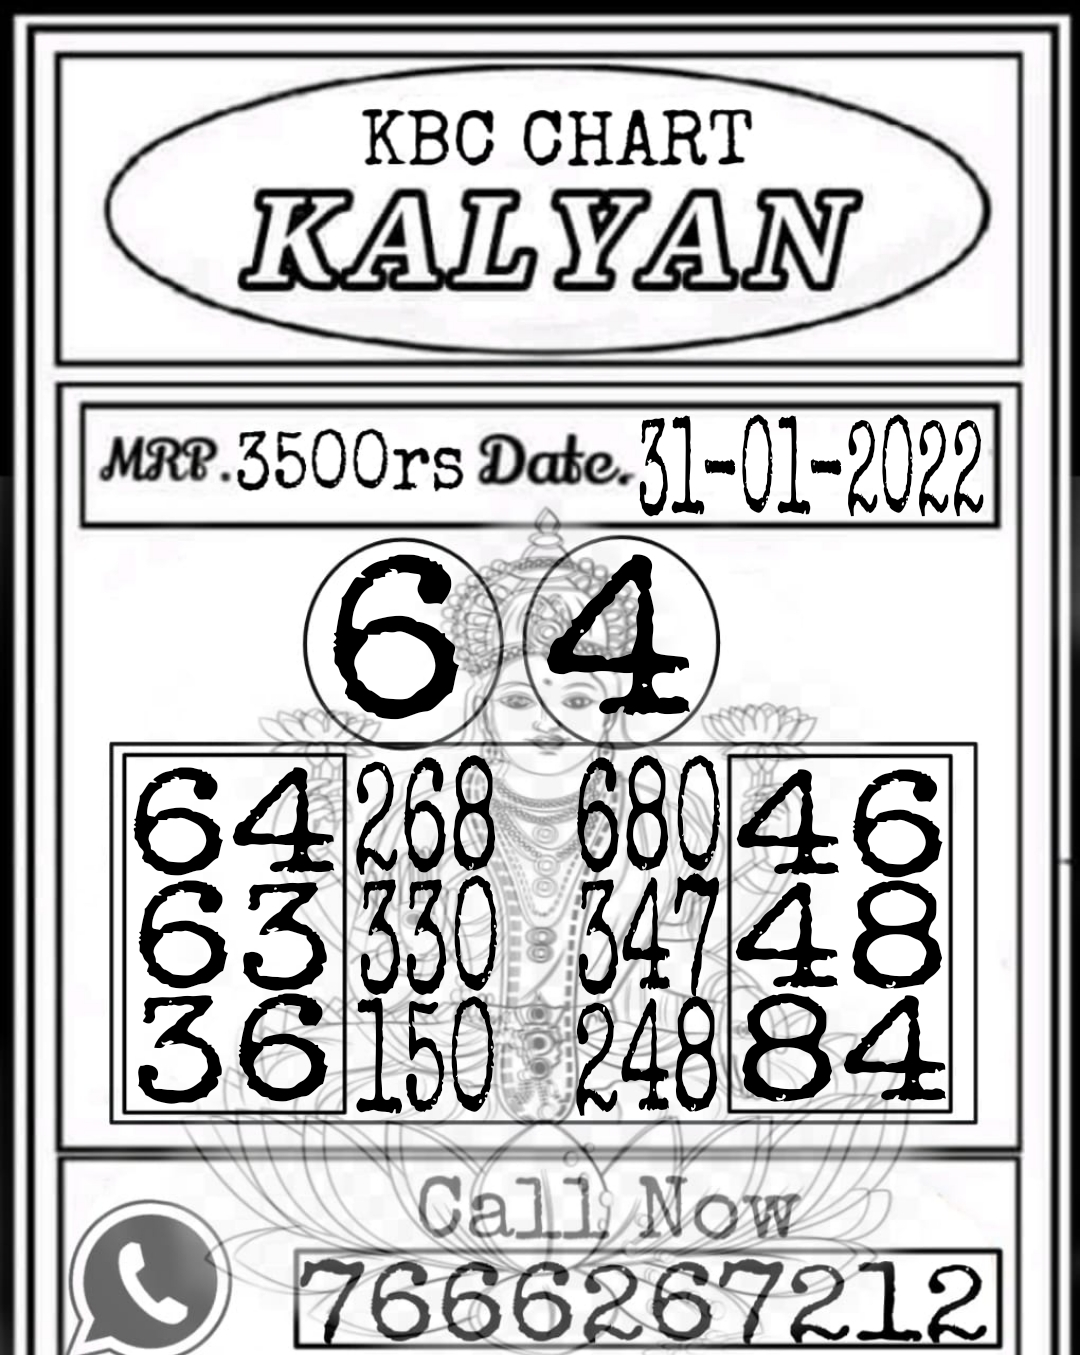 KBC CHART
KALYAN
MRP.3500rs Date.31-01-2022
6 4
64 268 680 46
63 330 347 48
36 150 248 84
Call Now
7666267212